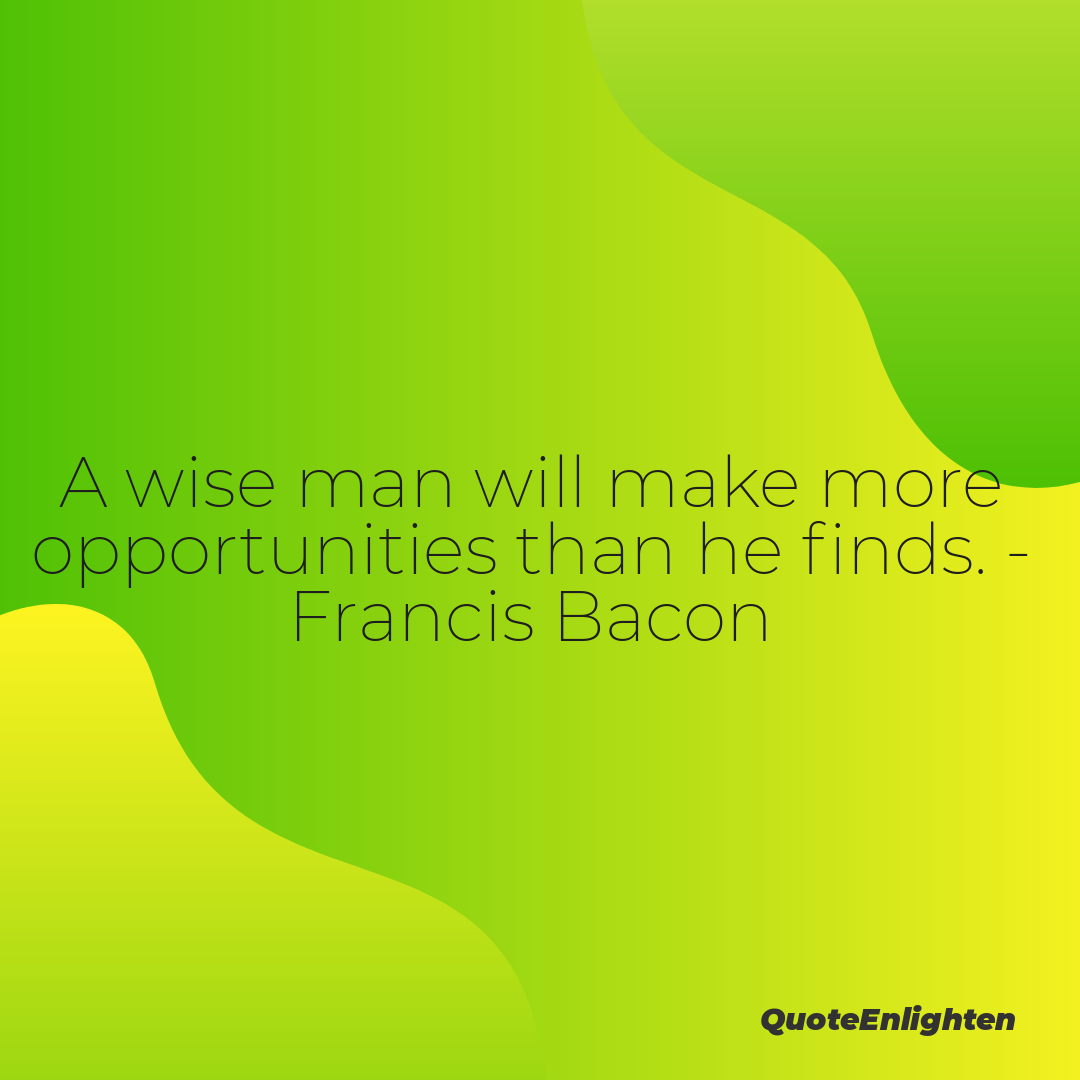 A wise man will make more
opportunities than he finds. -
Francis Bacon
QuoteEnlighten